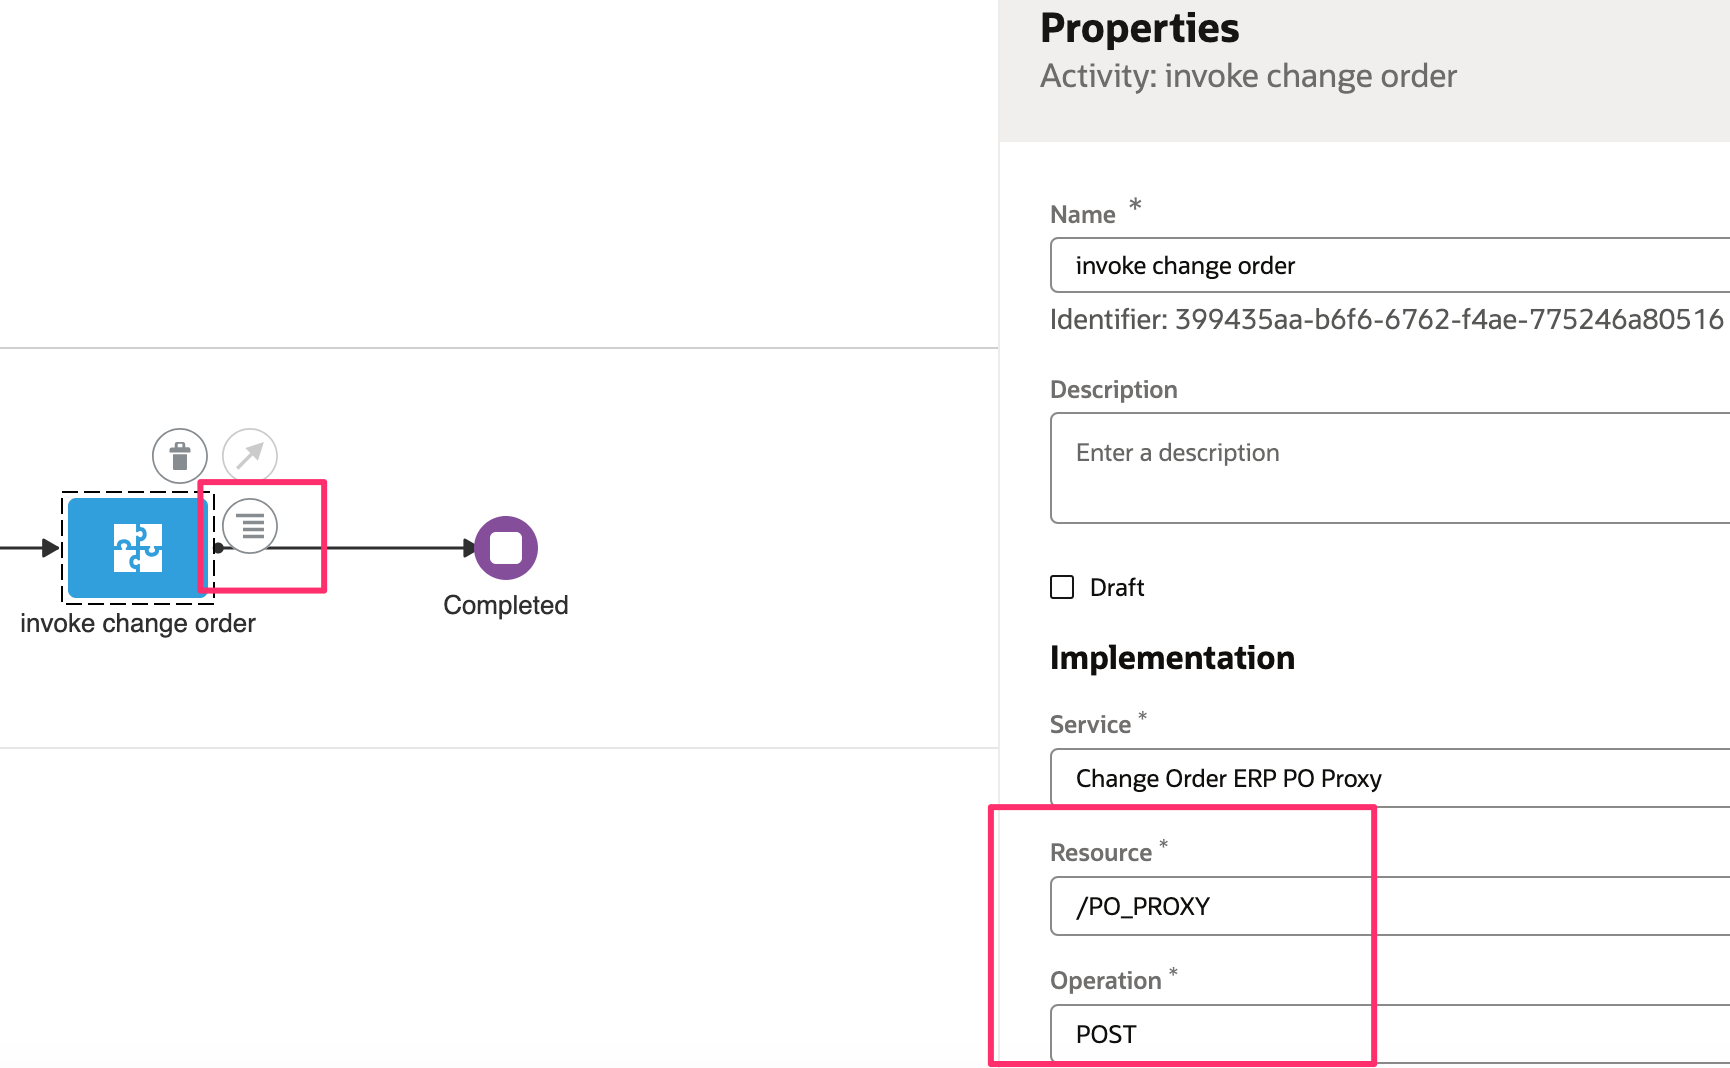 Properties
Activity: invoke change order
Name *
invoke change order
Identifier: 399435aa-b6f6-6762-f4ae-775246a80516
Description
Enter a description
Draft
Implementation
Service *
Change Order ERP PO Proxy
Resource *
/PO_PROXY
Operation *
POST
invoke change order
Completed